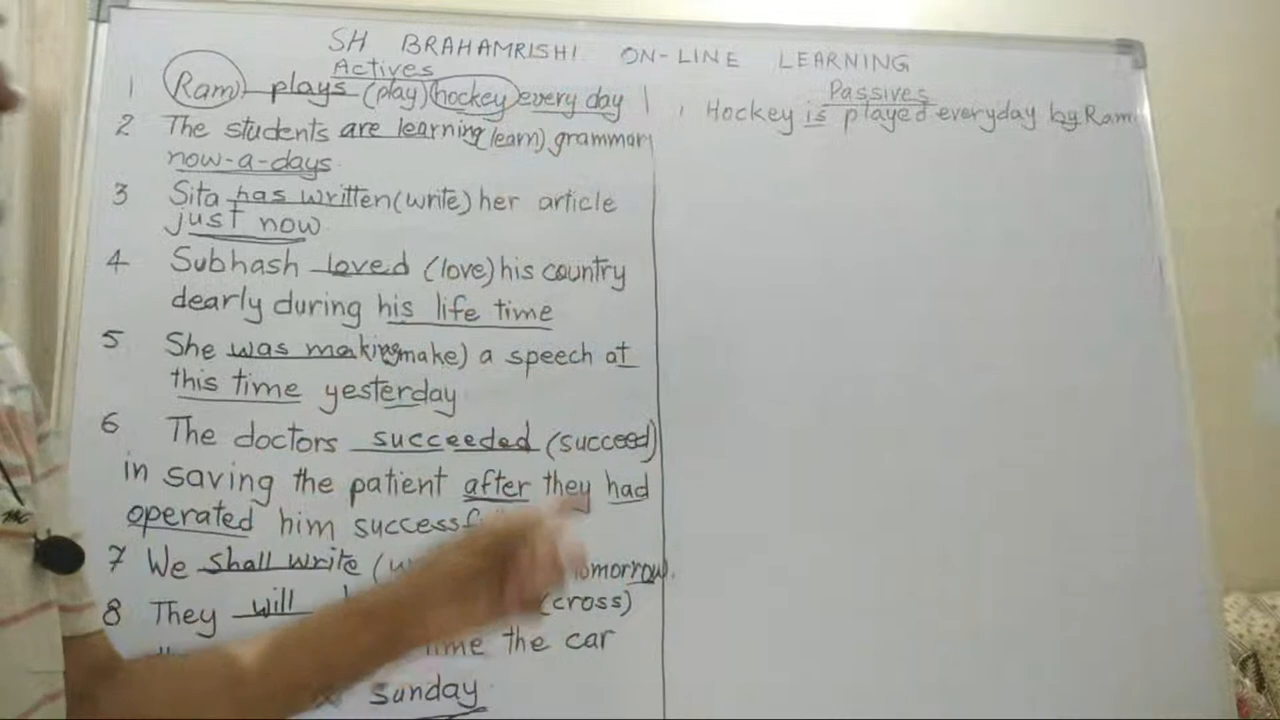 SH BRAHAMRISHI ON-LINE LEARNING
Actives
1 Ram plays (play) hockey every day
2 The students are learning (learn) grammar
now-a-days
3 Sita has written (write) her article
just now
4 Subhash loved (love) his country
dearly during his life time
5 She was making make) a speech at
this time yesterday
6 The doctors succeeded (succeed)
in saving the patient after they had
operated him
7 We shall write tomorrow.
8 They will (cross)
the car
Sunday
Passives
1 Hockey is played everyday by Ram